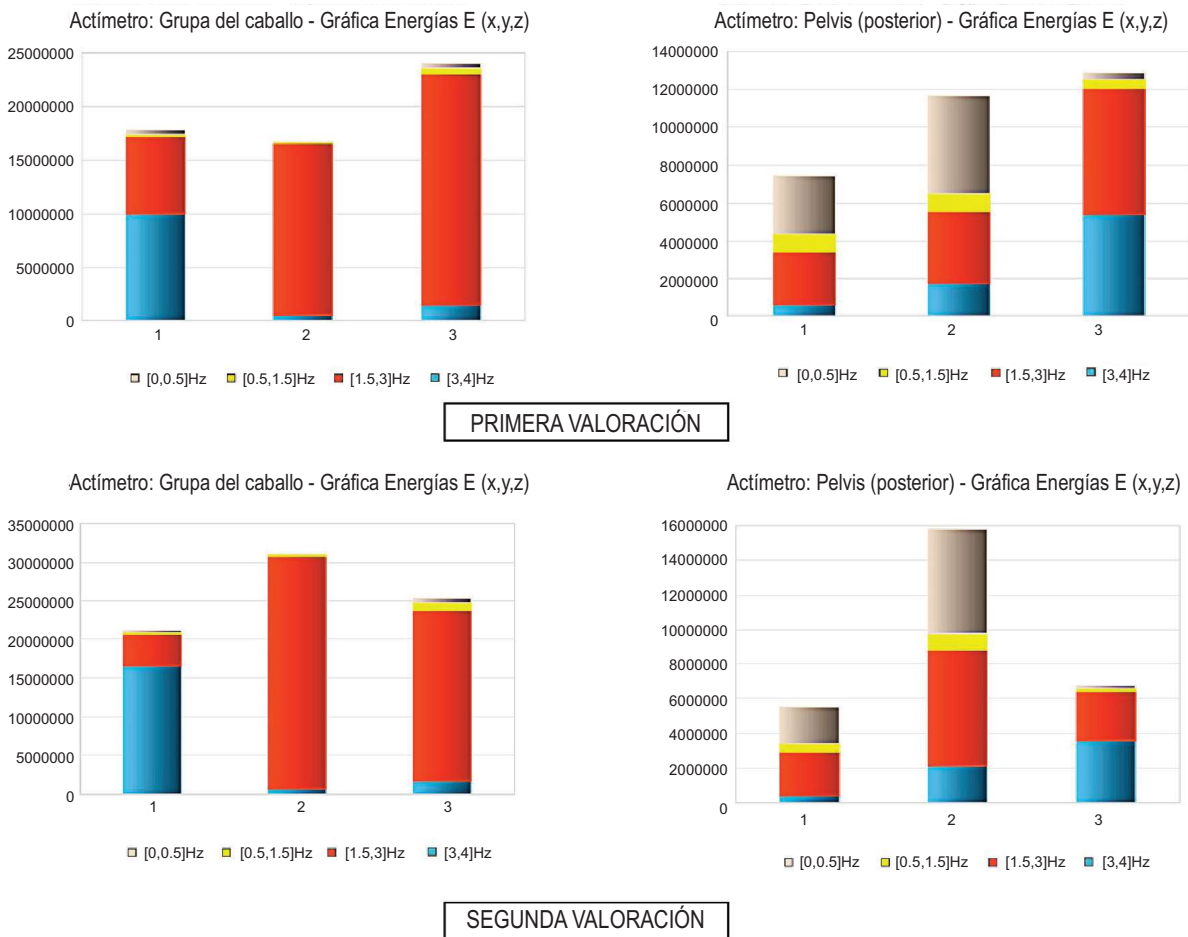 Actímetro: Grupa del caballo - Gráfica Energías E (x,y,z)
25000000
20000000
15000000
10000000
5000000
0
1 2 3
[0,0.5]Hz [0.5,1.5]Hz [1.5,3]Hz [3,4]Hz
Actímetro: Pelvis (posterior) - Gráfica Energías E (x,y,z)
14000000
12000000
10000000
8000000
6000000
4000000
2000000
0
1 2 3
[0,0.5]Hz [0.5,1.5]Hz [1.5,3]Hz [3,4]Hz
PRIMERA VALORACIÓN
Actímetro: Grupa del caballo - Gráfica Energías E (x,y,z)
35000000
30000000
25000000
20000000
15000000
10000000
5000000
0
1 2 3
[0,0.5]Hz [0.5,1.5]Hz [1.5,3]Hz [3,4]Hz
Actímetro: Pelvis (posterior) - Gráfica Energías E (x,y,z)
16000000
14000000
12000000
10000000
8000000
6000000
4000000
2000000
0
1 2 3
[0,0.5]Hz [0.5,1.5]Hz [1.5,3]Hz [3,4]Hz
SEGUNDA VALORACIÓN